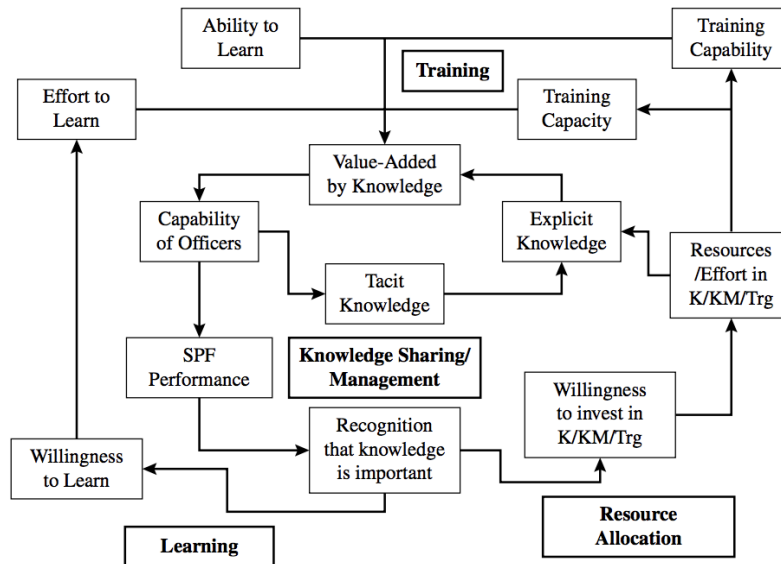 Ability to
Learn
Training
Capability
Training
Effort to
Learn
Training
Capacity
Value-Added
by Knowledge
Capability
of Officers
Explicit
Knowledge
Resources
/Effort in
K/KM/Trg
Tacit
Knowledge
SPF
Performance
Knowledge Sharing/
Management
Willingness
to invest in
K/KM/Trg
Recognition
that knowledge
is important
Willingness
to Learn
Learning
Resource
Allocation